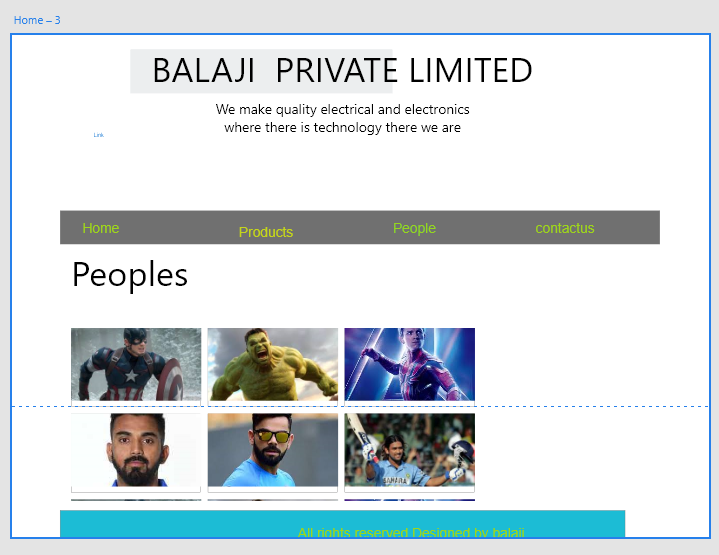 Home – 3
BALAJI  PRIVATE LIMITED
We make quality electrical and electronics
where there is technology there we are
Link
Home
Products
People
contactus
Peoples
SAHARA
All rights reserved Designed by balaji